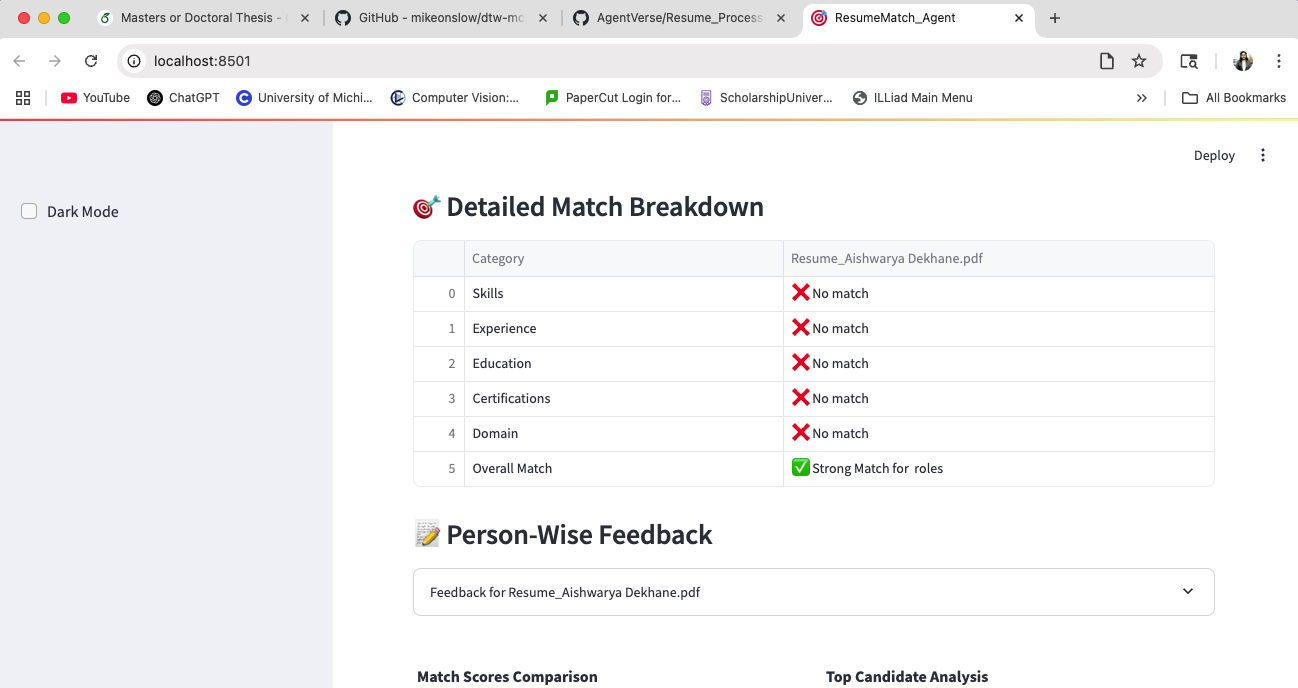 Masters or Doctoral Thesis -
GitHub - mikeonslow/dtw-mc
AgentVerse/Resume_Process
ResumeMatch_Agent
localhost:8501
YouTube
ChatGPT
University of Michi...
Computer Vision:...
PaperCut Login for...
ScholarshipUniver...
ILLiad Main Menu
All Bookmarks
Deploy
Dark Mode
Detailed Match Breakdown
Category Resume_Aishwarya Dekhane.pdf
0 Skills ❌ No match
1 Experience ❌ No match
2 Education ❌ No match
3 Certifications ❌ No match
4 Domain ❌ No match
5 Overall Match ✅ Strong Match for roles
Person-Wise Feedback
Feedback for Resume_Aishwarya Dekhane.pdf
Match Scores Comparison
Top Candidate Analysis